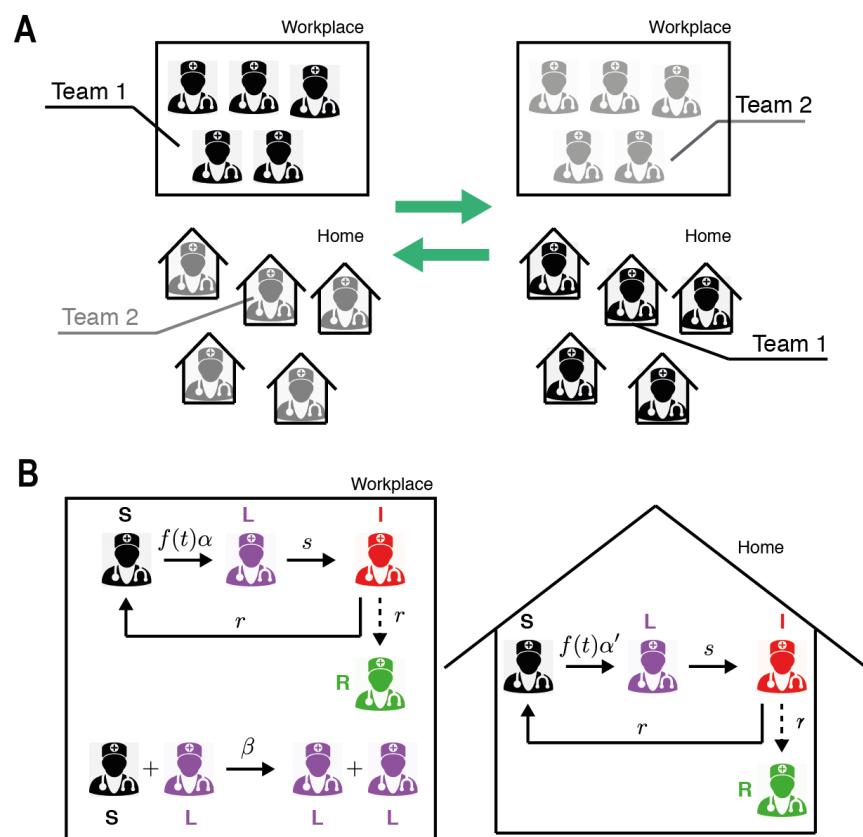 A
Workplace
Workplace
Team 1
Team 2
Home
Home
Team 2
Team 1
B
Workplace
S
L
I
f(t)α
s
r
r
R
β
+
+
S
L
L
L
Home
S
L
I
f(t)α′
s
r
r
R